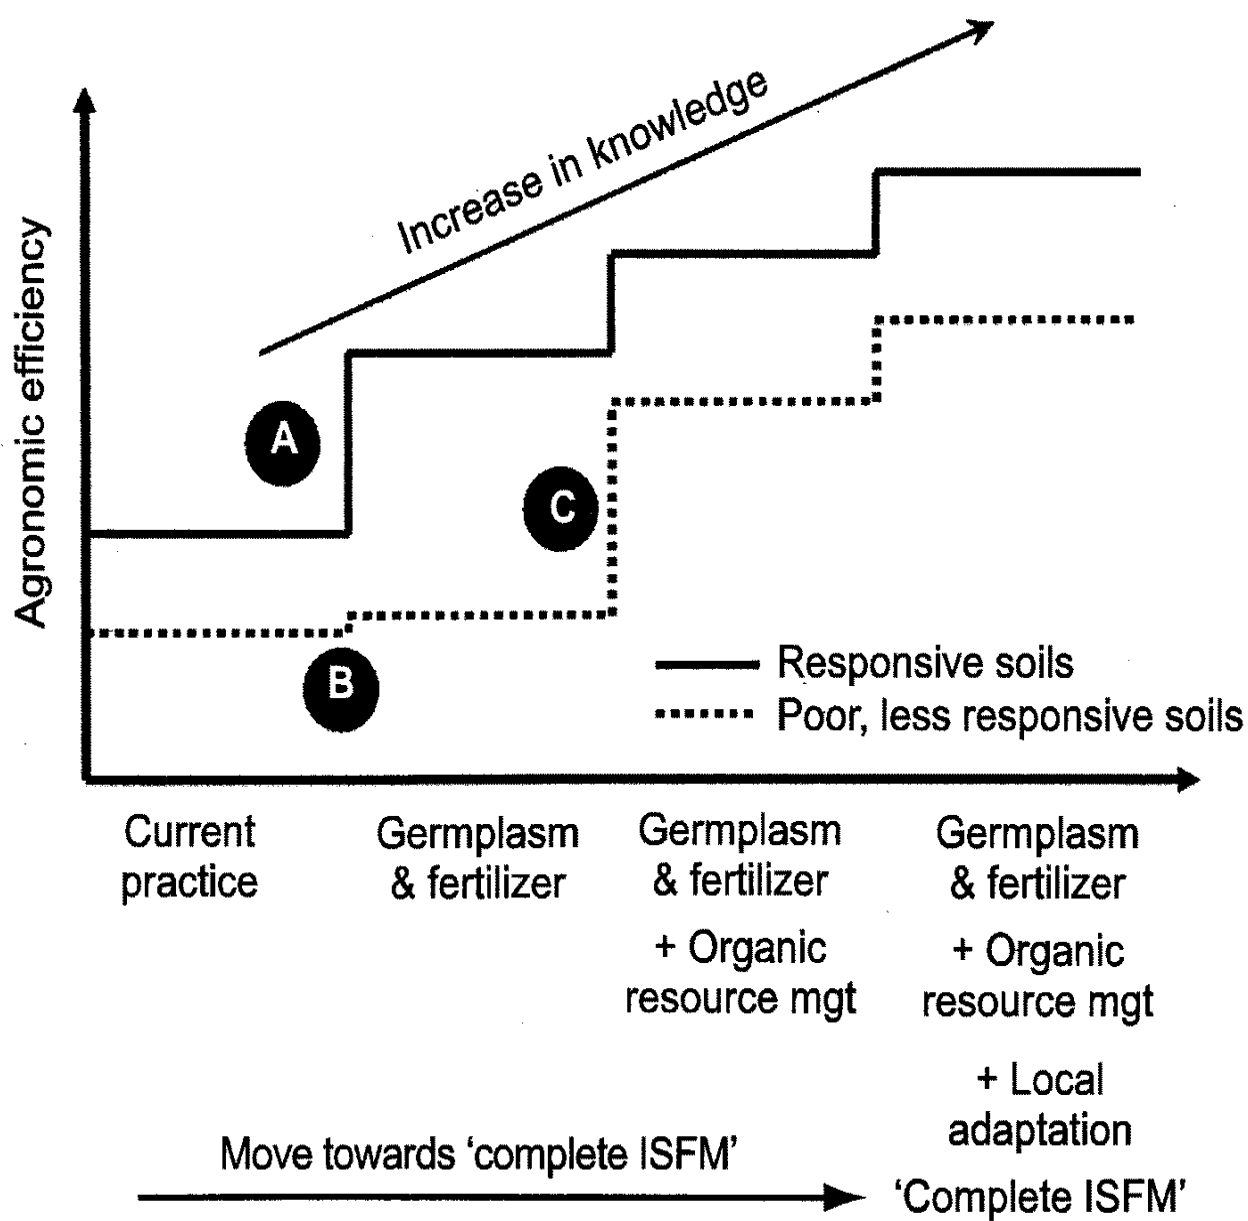 Increase in knowledge
Agronomic efficiency
A
C
B
Responsive soils
Poor, less responsive soils
Current
practice
Germplasm
& fertilizer
Germplasm
& fertilizer
+ Organic
resource mgt
Germplasm
& fertilizer
+ Organic
resource mgt
+ Local
adaptation
Move towards ‘complete ISFM’
‘Complete ISFM’